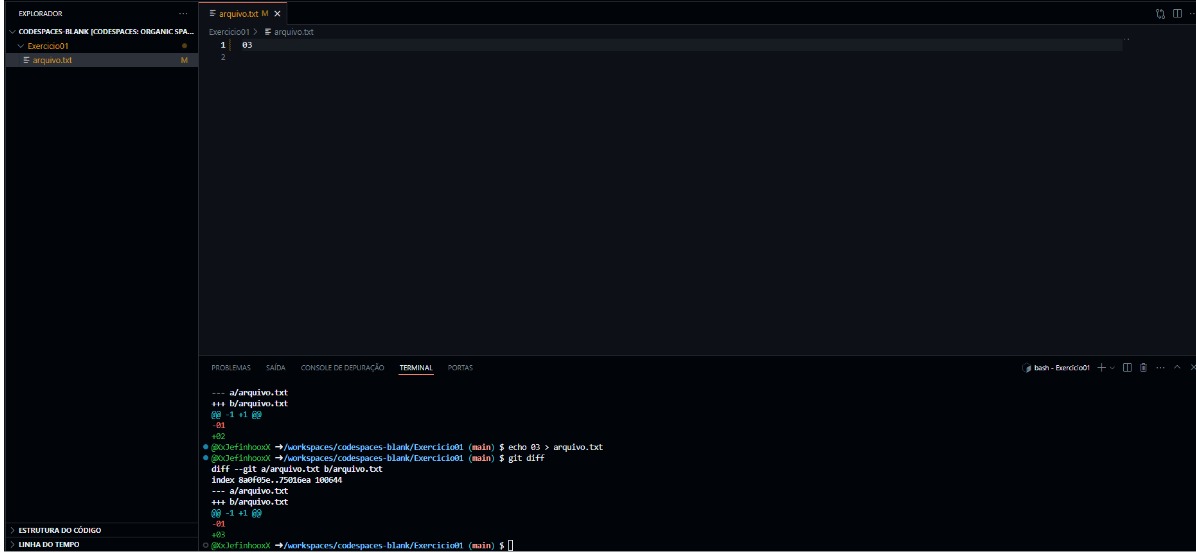 EXPLORADOR
CODESPACES-BLANK [CODESPACES: ORGANIC SPA...
Exercicio01
arquivo.txt M
ESTRUTURA DO CÓDIGO
LINHA DO TEMPO
arquivo.txt M
Exercicio01 > arquivo.txt
1 03
2
PROBLEMAS SAÍDA CONSOLE DE DEPURAÇÃO TERMINAL PORTAS
bash - Exercicio01
--- a/arquivo.txt
+++ b/arquivo.txt
@@ -1 +1 @@
-01
+02
@XxJefinhooxX ➜/workspaces/codespaces-blank/Exercicio01 (main) $ echo 03 > arquivo.txt
@XxJefinhooxX ➜/workspaces/codespaces-blank/Exercicio01 (main) $ git diff
diff --git a/arquivo.txt b/arquivo.txt
index 8a0f05e..75016ea 100644
--- a/arquivo.txt
+++ b/arquivo.txt
@@ -1 +1 @@
-01
+03
@XxJefinhooxX ➜/workspaces/codespaces-blank/Exercicio01 (main) $